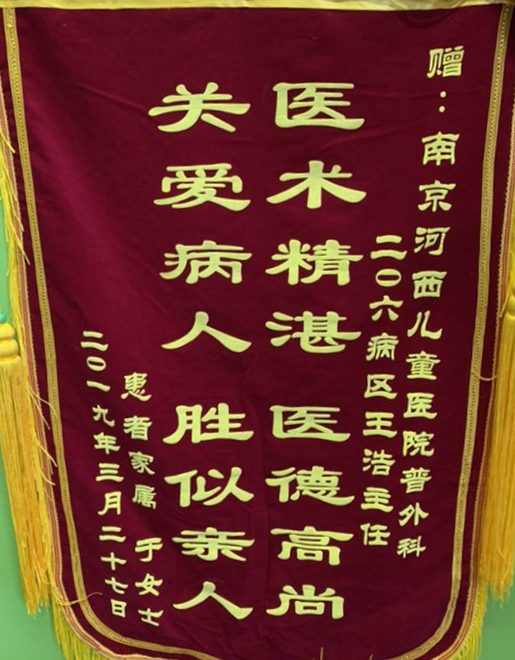 赠：南京河西儿童医院普外科
二〇六病区王浩主任
医术精湛 医德高尚
关爱病人 胜似亲人
患者家属 于女士
二〇一九年三月二十七日